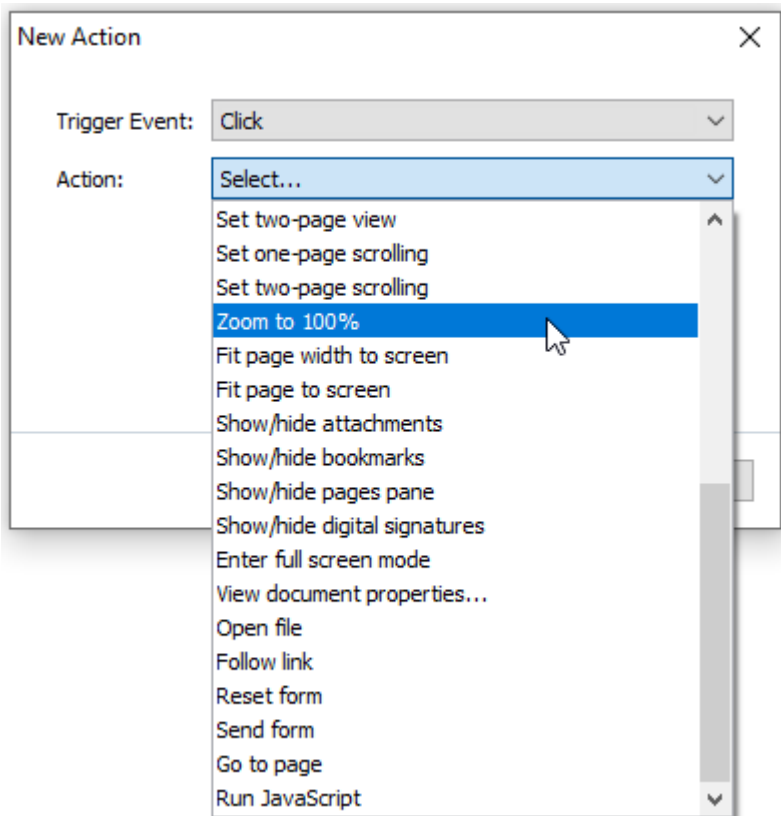 New Action
Trigger Event: Click
Action: Select...
Set two-page view
Set one-page scrolling
Set two-page scrolling
Zoom to 100%
Fit page width to screen
Fit page to screen
Show/hide attachments
Show/hide bookmarks
Show/hide pages pane
Show/hide digital signatures
Enter full screen mode
View document properties...
Open file
Follow link
Reset form
Send form
Go to page
Run JavaScript